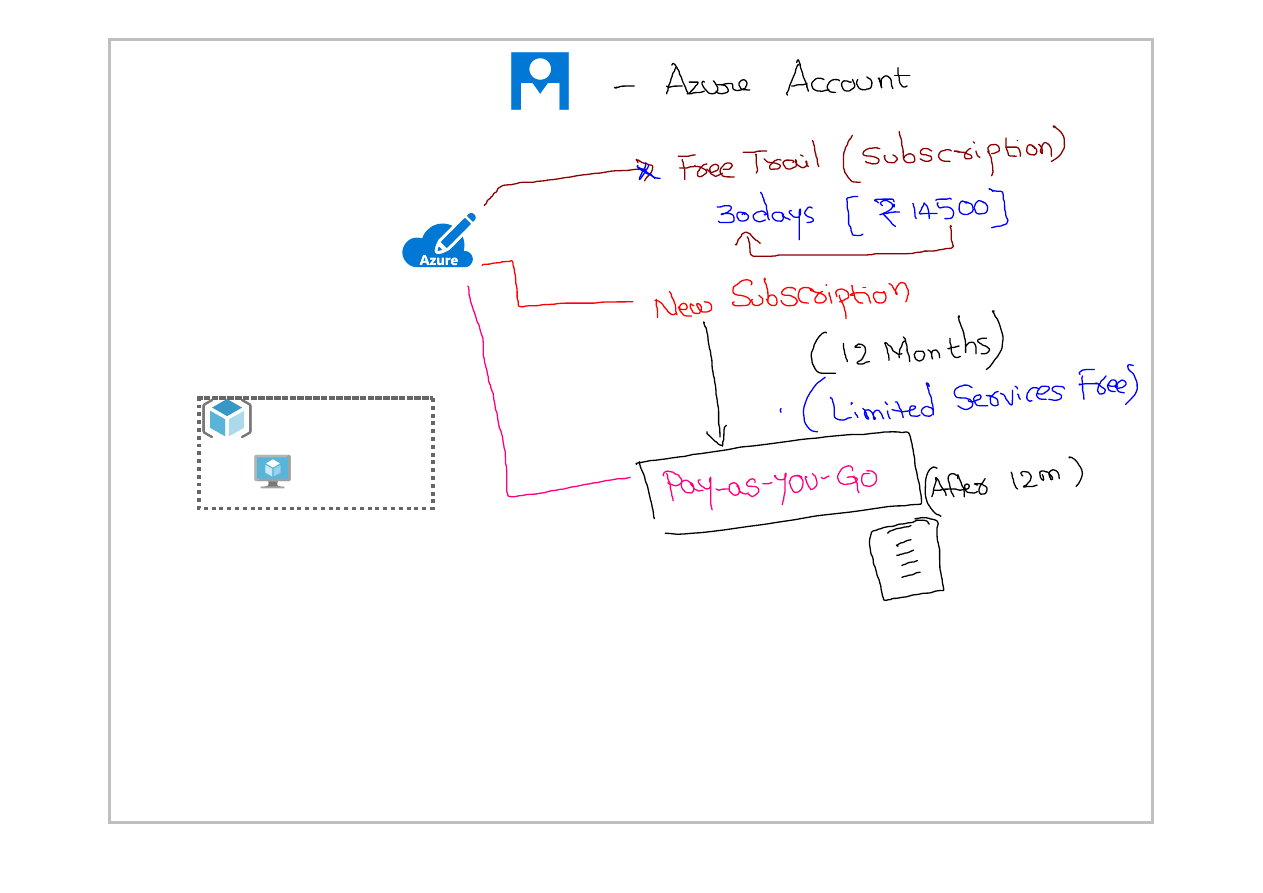 - Azure Account
Free Trail (Subscription)
30days [₹ 14500]
Azure
New Subscription
(12 Months)
(Limited Services Free)
Pay-as-you-Go (After 12m)